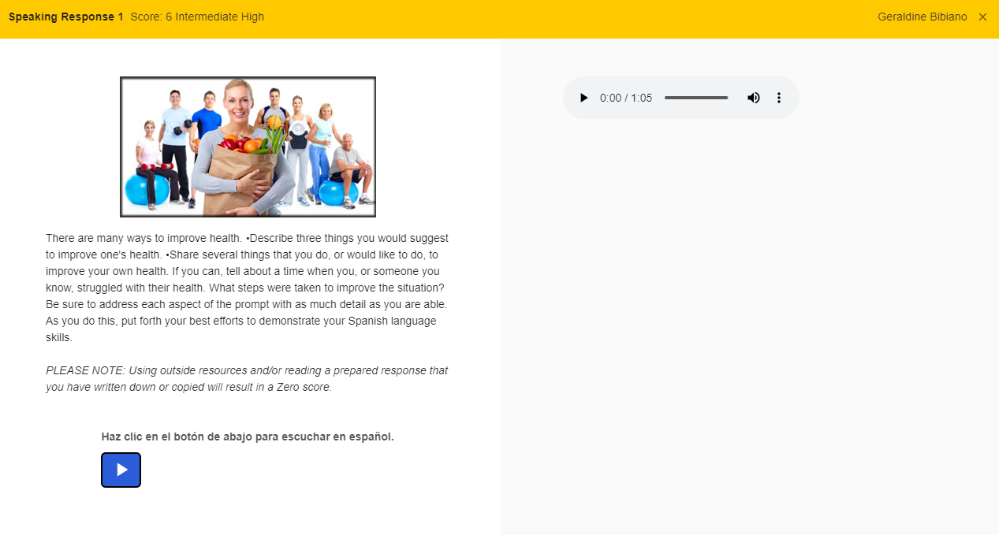 Speaking Response 1 Score: 6 Intermediate High
Geraldine Bibiano
0:00 / 1:05
There are many ways to improve health. •Describe three things you would suggest
to improve one's health. •Share several things that you do, or would like to do, to
improve your own health. If you can, tell about a time when you, or someone you
know, struggled with their health. What steps were taken to improve the situation?
Be sure to address each aspect of the prompt with as much detail as you are able.
As you do this, put forth your best efforts to demonstrate your Spanish language
skills.
PLEASE NOTE: Using outside resources and/or reading a prepared response that
you have written down or copied will result in a Zero score.
Haz clic en el botón de abajo para escuchar en español.